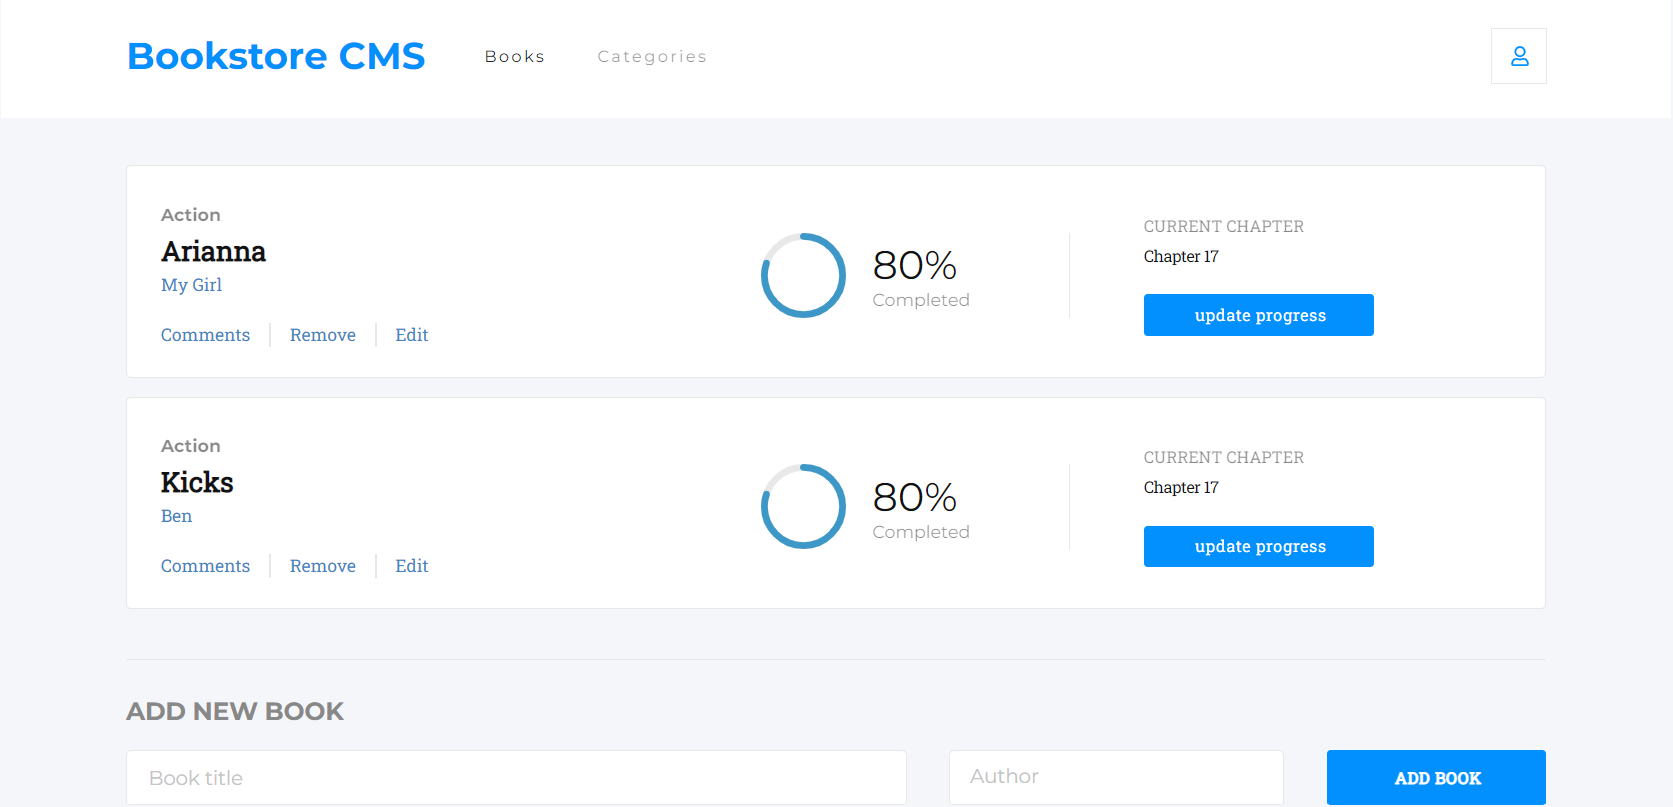 Bookstore CMS
Books
Categories
Action
Arianna
My Girl
Comments
Remove
Edit
80%
Completed
CURRENT CHAPTER
Chapter 17
update progress
Action
Kicks
Ben
Comments
Remove
Edit
80%
Completed
CURRENT CHAPTER
Chapter 17
update progress
ADD NEW BOOK
Book title
Author
ADD BOOK